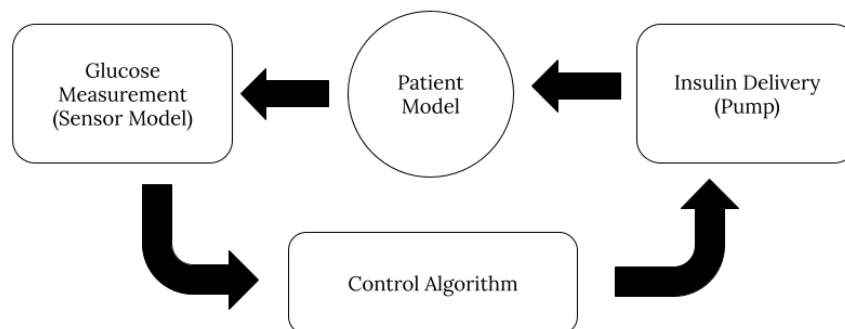 Glucose
Measurement
(Sensor Model)
Patient
Model
Insulin Delivery
(Pump)
Control Algorithm